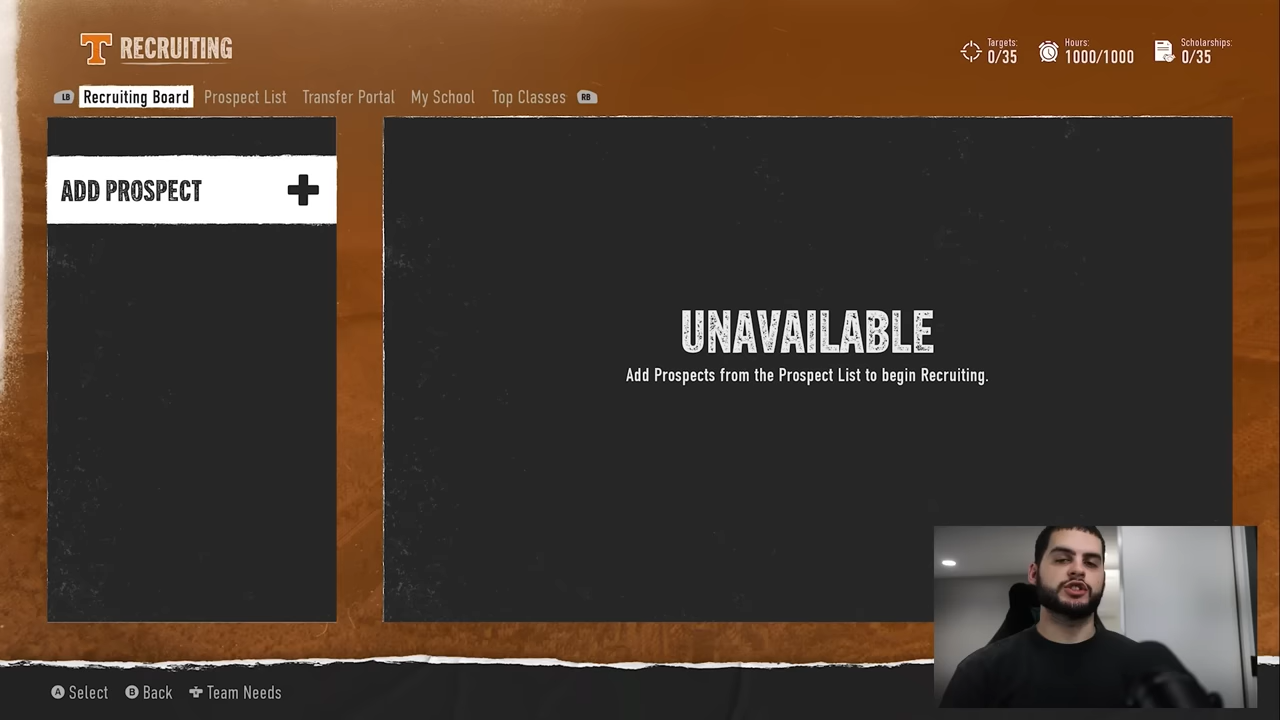 T RECRUITING
Targets: 0/35
Hours: 1000/1000
Scholarships: 0/35
LB Recruiting Board Prospect List Transfer Portal My School Top Classes RB
ADD PROSPECT
UNAVAILABLE
Add Prospects from the Prospect List to begin Recruiting.
A Select B Back Team Needs